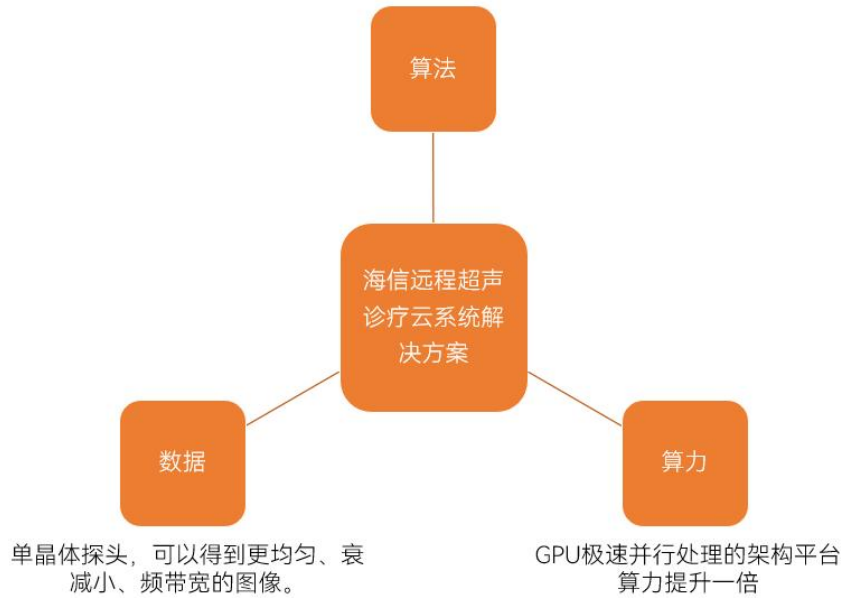 算法
海信远程超声
诊疗云系统解
决方案
数据
算力
单晶体探头，可以得到更均匀、衰
减小、频带宽的图像。
GPU极速并行处理的架构平台
算力提升一倍